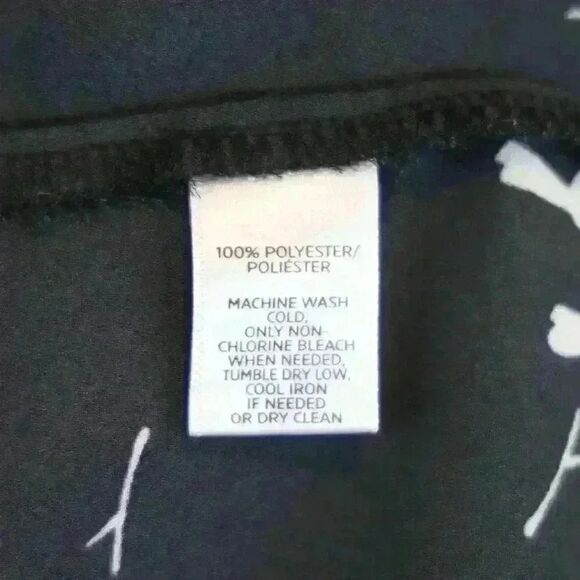 100% POLYESTER/
POLIÉSTER
MACHINE WASH
COLD,
ONLY NON-
CHLORINE BLEACH
WHEN NEEDED,
TUMBLE DRY LOW,
COOL IRON
IF NEEDED
OR DRY CLEAN